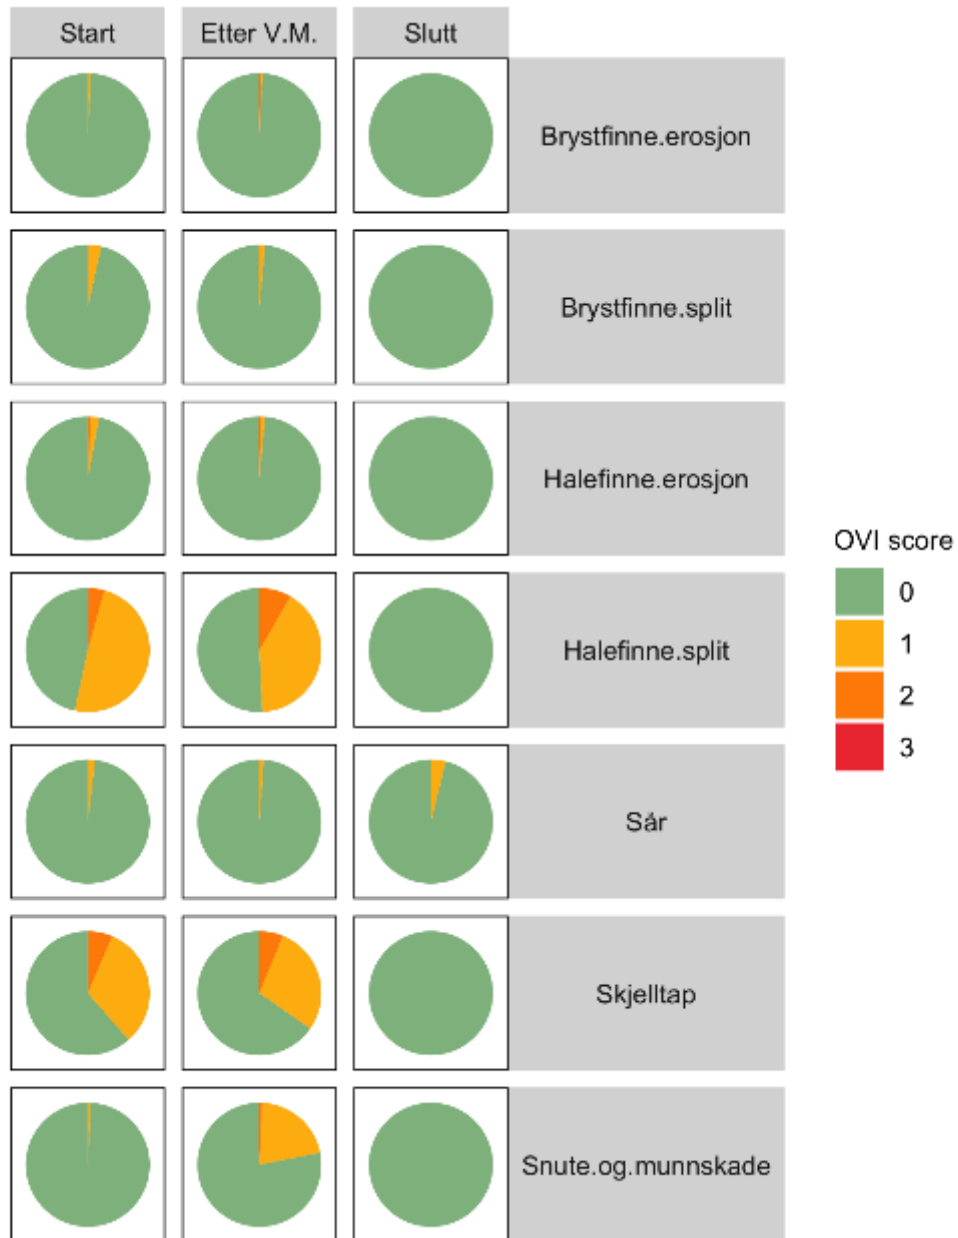 Start
Etter V.M.
Slutt
Brystfinne.erosjon
Brystfinne.split
Halefinne.erosjon
Halefinne.split
Sår
Skjelltap
Snute.og.munnskade
OVI score
0
1
2
3